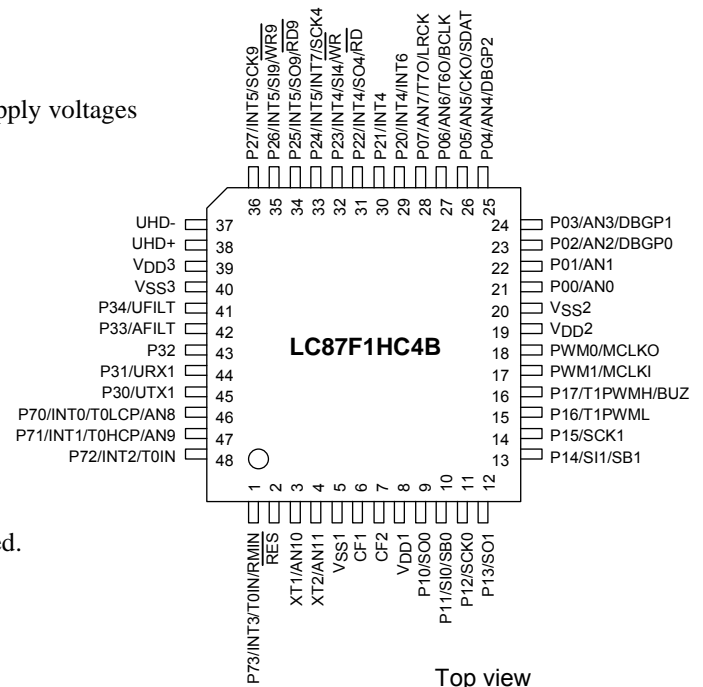 pply voltages
ed.
P27/INT5/SCK9
P26/INT5/SI9/WR9
P25/INT5/SO9/RD9
P24/INT5/INT7/SCK4
P23/INT4/SI4/WR
P22/INT4/SO4/RD
P21/INT4
P20/INT4/INT6
P07/AN7/T7O/LRCK
P06/AN6/T6O/BCLK
P05/AN5/CKO/SDAT
P04/AN4/DBGP2
36 35 34 33 32 31 30 29 28 27 26 25
UHD- 37
UHD+ 38
VDD3 39
VSS3 40
P34/UFILT 41
P33/AFILT 42
P32 43
P31/URX1 44
P30/UTX1 45
P70/INT0/T0LCP/AN8 46
P71/INT1/T0HCP/AN9 47
P72/INT2/T0IN 48
LC87F1HC4B
24 P03/AN3/DBGP1
23 P02/AN2/DBGP0
22 P01/AN1
21 P00/AN0
20 VSS2
19 VDD2
18 PWM0/MCLKO
17 PWM1/MCLKI
16 P17/T1PWMH/BUZ
15 P16/T1PWML
14 P15/SCK1
13 P14/SI1/SB1
1 2 3 4 5 6 7 8 9 10 11 12
P73/INT3/T0IN/RMIN
RES
XT1/AN10
XT2/AN11
VSS1
CF1
CF2
VDD1
P10/SO0
P11/SI0/SB0
P12/SCK0
P13/SO1
Top view